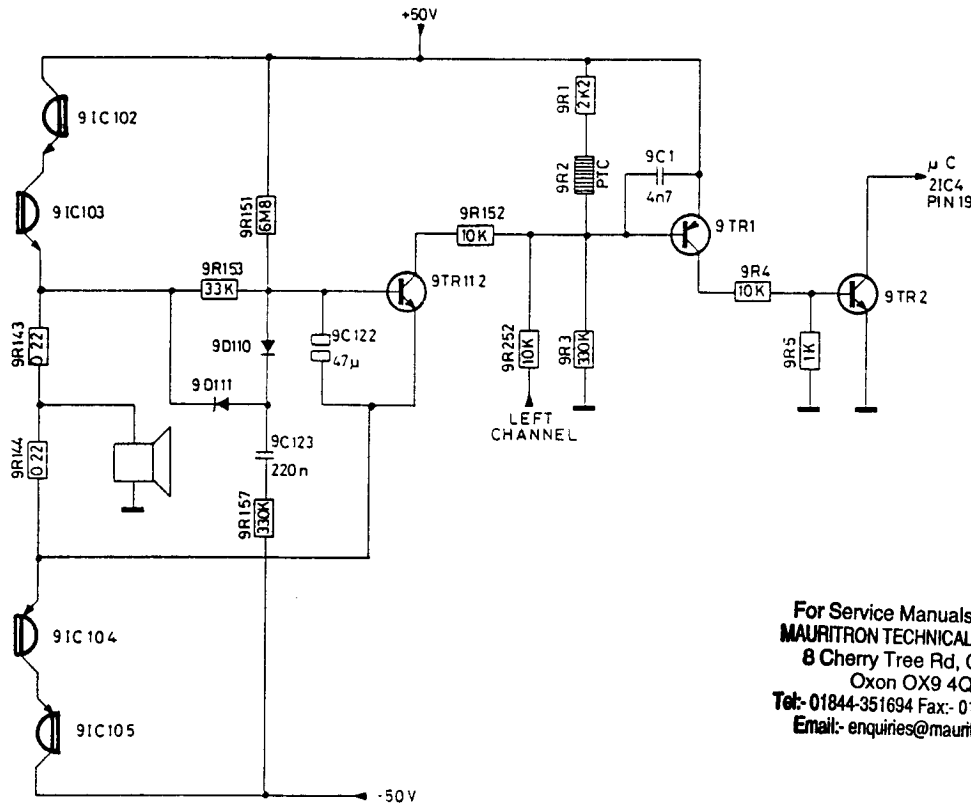 +50V
9IC102
9IC103
9R151
6M8
9R153
33K
9R143
0 22
9R144
0 22
9D110
9D111
9C122
47µ
9C123
220n
9R157
330K
9TR112
9R152
10K
9R252
10K
LEFT
CHANNEL
9R1
2K2
9R2
PTC
9R3
330K
9C1
4n7
9TR1
9R4
10K
9R5
1K
9TR2
µC
2IC4
PIN19
9IC104
9IC105
-50V
For Service Manuals
MAURITRON TECHNICAL
8 Cherry Tree Rd, C
Oxon OX9 4Q
Tel:- 01844-351694 Fax:- 01
Email:- enquiries@maurit